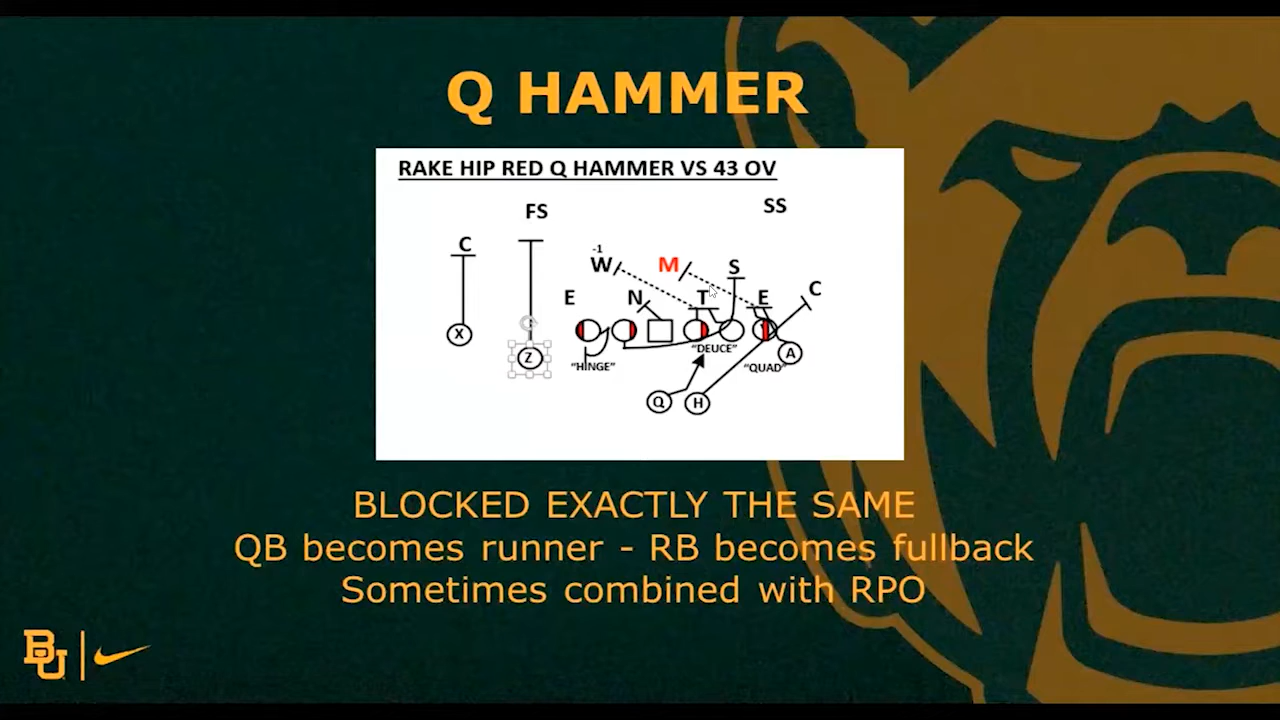 Q HAMMER
RAKE HIP RED Q HAMMER VS 43 OV
FS
SS
C
-1
W
M
S
E
N
T
E
C
X
Z
"HINGE"
"DEUCE"
"QUAD"
A
Q
H
BLOCKED EXACTLY THE SAME
QB becomes runner - RB becomes fullback
Sometimes combined with RPO
BU